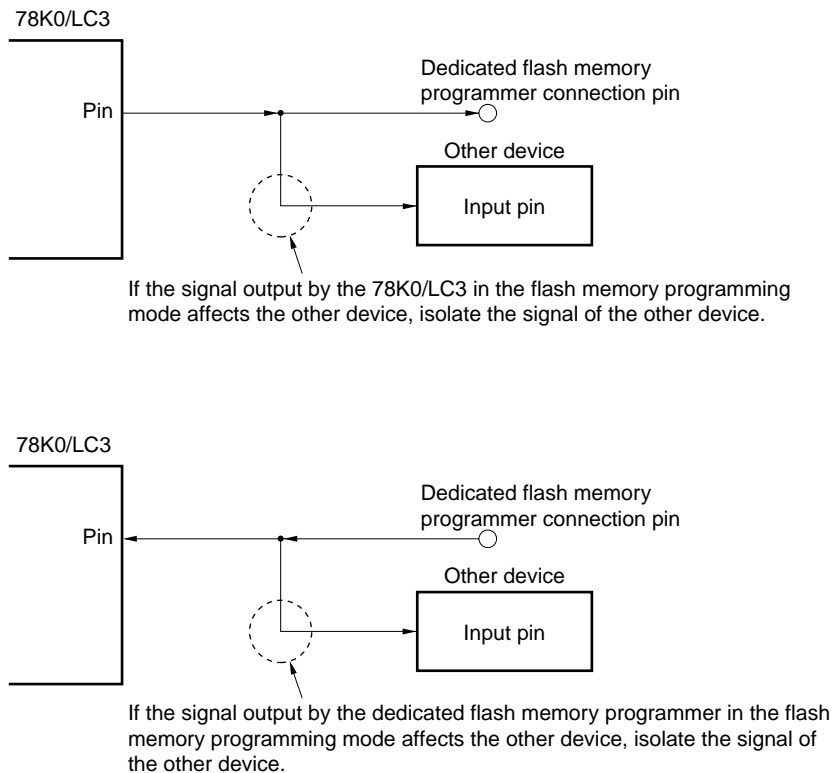 78K0/LC3
Dedicated flash memory
programmer connection pin
Pin
Other device
Input pin
If the signal output by the 78K0/LC3 in the flash memory programming
mode affects the other device, isolate the signal of the other device.
78K0/LC3
Dedicated flash memory
programmer connection pin
Pin
Other device
Input pin
If the signal output by the dedicated flash memory programmer in the flash
memory programming mode affects the other device, isolate the signal of
the other device.